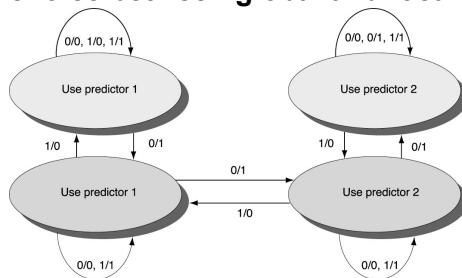 0/0, 1/0, 1/1
0/0, 0/1, 1/1
Use predictor 1
Use predictor 2
1/0
0/1
1/0
0/1
Use predictor 1
0/1
1/0
Use predictor 2
0/0, 1/1
0/0, 1/1